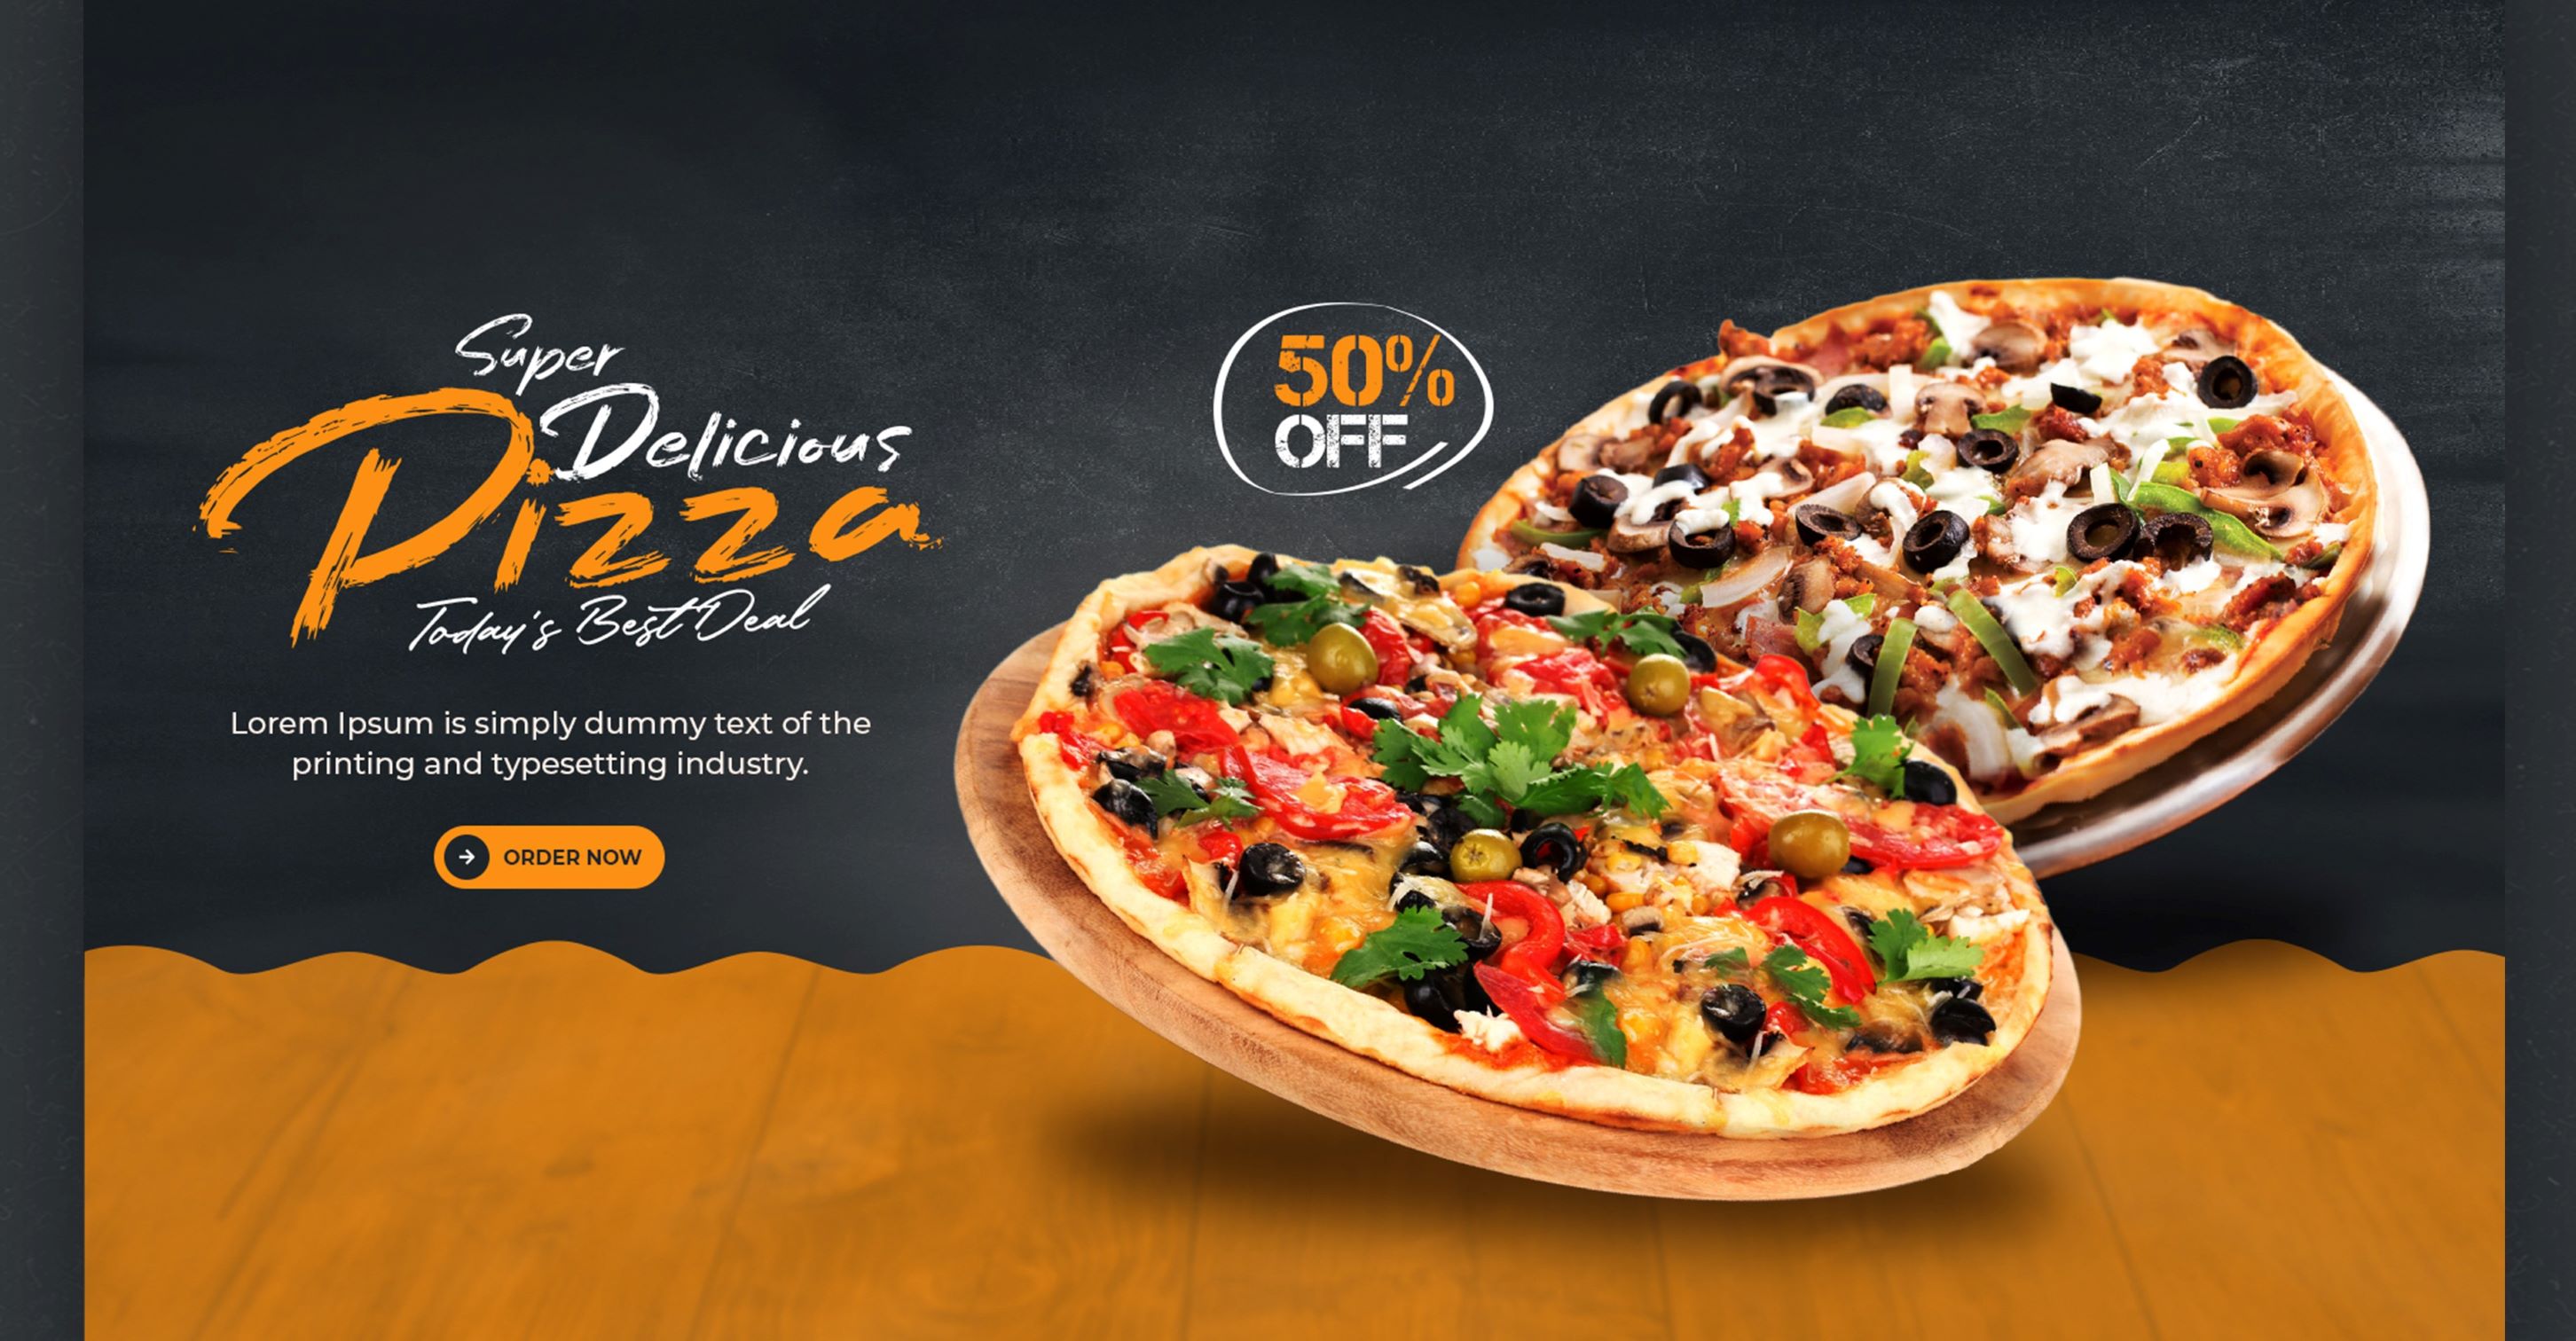 Super
Delicious
Pizza
Today's Best Deal
Lorem Ipsum is simply dummy text of the
printing and typesetting industry.
ORDER NOW
50%
OFF